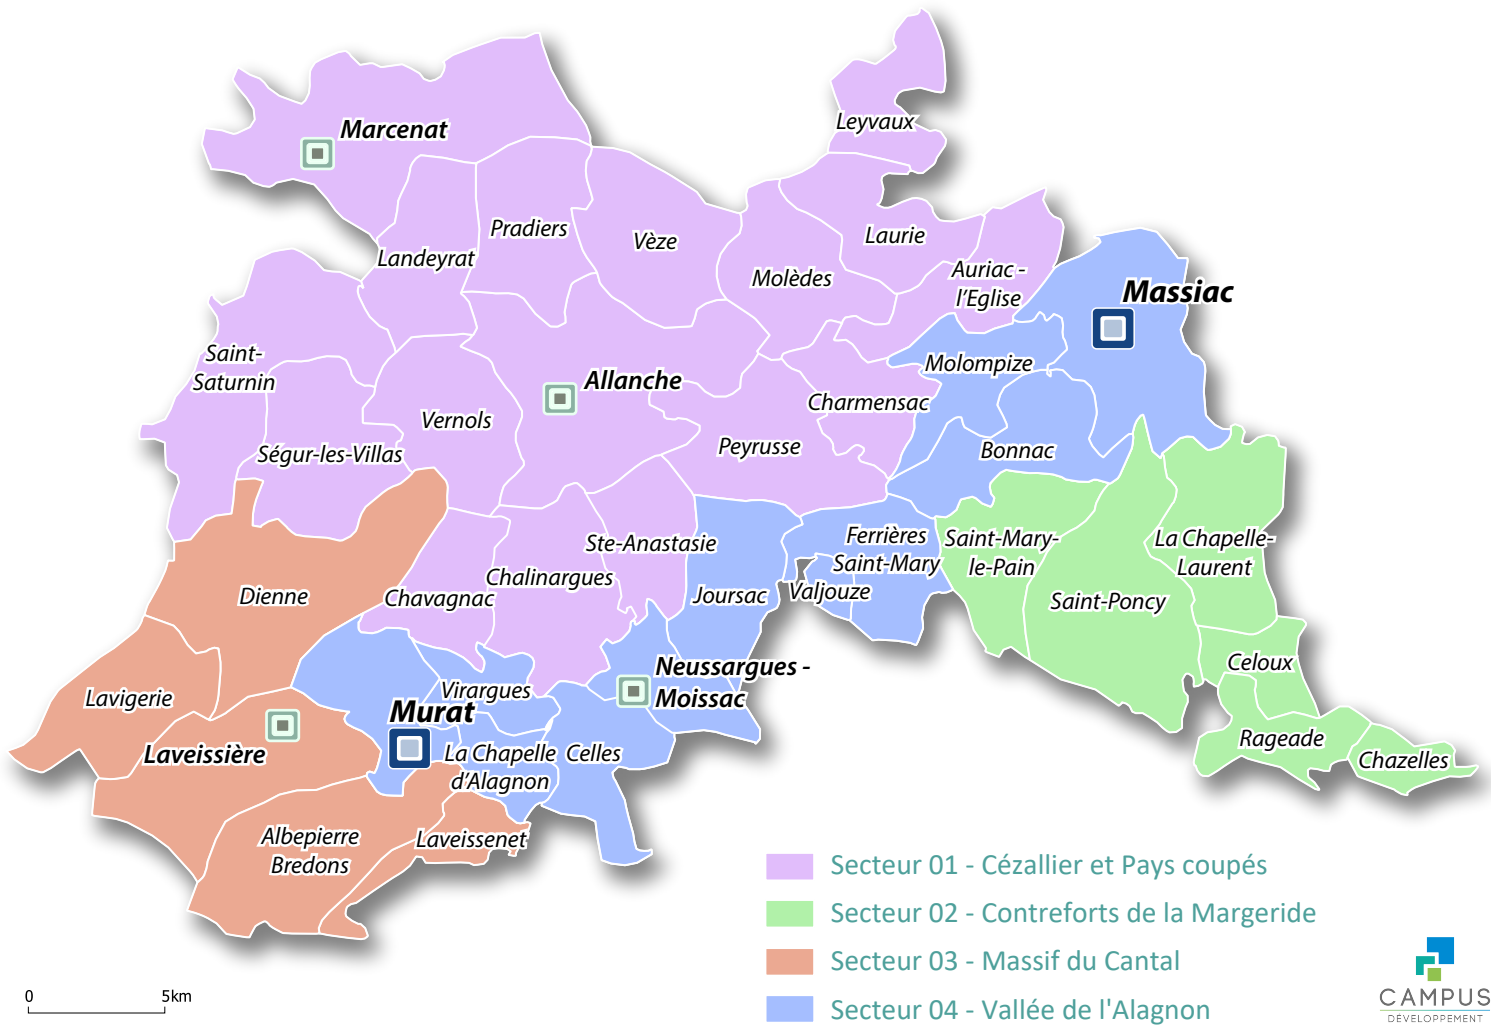 Leyvaux
Marcenat
Pradiers
Vèze
Laurie
Landeyrat
Molèdes
Auriac -
l'Eglise
Massiac
Saint-
Saturnin
Molompize
Allanche
Charmensac
Vernols
Ségur-les-Villas
Peyrusse
Bonnac
Ste-Anastasie
Ferrières
Saint-Mary
Saint-Mary-
le-Pain
La Chapelle-
Laurent
Chalinargues
Dienne
Chavagnac
Joursac
Valjouze
Saint-Poncy
Neussargues -
Moissac
Celoux
Lavigerie
Virargues
Murat
Laveissière
La Chapelle
d'Alagnon
Celles
Rageade
Chazelles
Albepierre
Bredons
Laveissenet
Secteur 01 - Cézallier et Pays coupés
Secteur 02 - Contreforts de la Margeride
Secteur 03 - Massif du Cantal
Secteur 04 - Vallée de l'Alagnon
0 5km
CAMPUS
DÉVELOPPEMENT